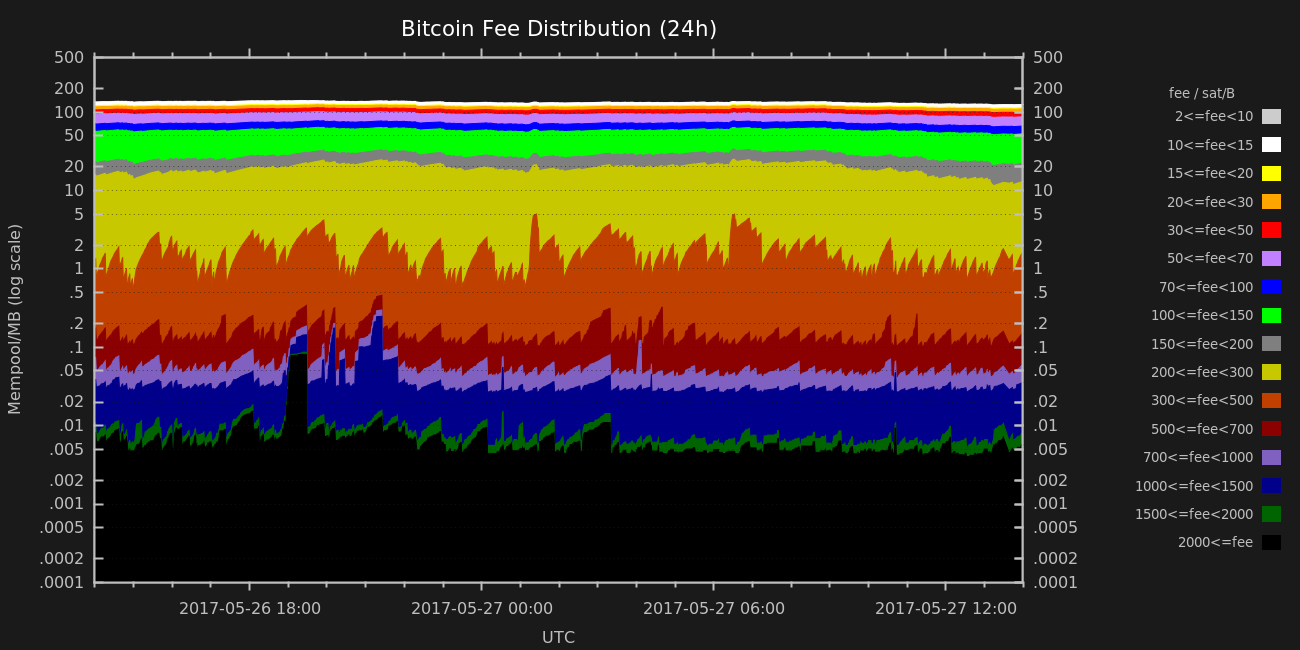 Bitcoin Fee Distribution (24h)
500 500
200 200
100 100
50 50
20 20
10 10
5 5
2 2
1 1
.5 .5
.2 .2
.1 .1
.05 .05
.02 .02
.01 .01
.005 .005
.002 .002
.001 .001
.0005 .0005
.0002 .0002
.0001 .0001
Mempool/MB (log scale)
2017-05-26 18:00 2017-05-27 00:00 2017-05-27 06:00 2017-05-27 12:00
UTC
fee / sat/B
2<=fee<10
10<=fee<15
15<=fee<20
20<=fee<30
30<=fee<50
50<=fee<70
70<=fee<100
100<=fee<150
150<=fee<200
200<=fee<300
300<=fee<500
500<=fee<700
700<=fee<1000
1000<=fee<1500
1500<=fee<2000
2000<=fee